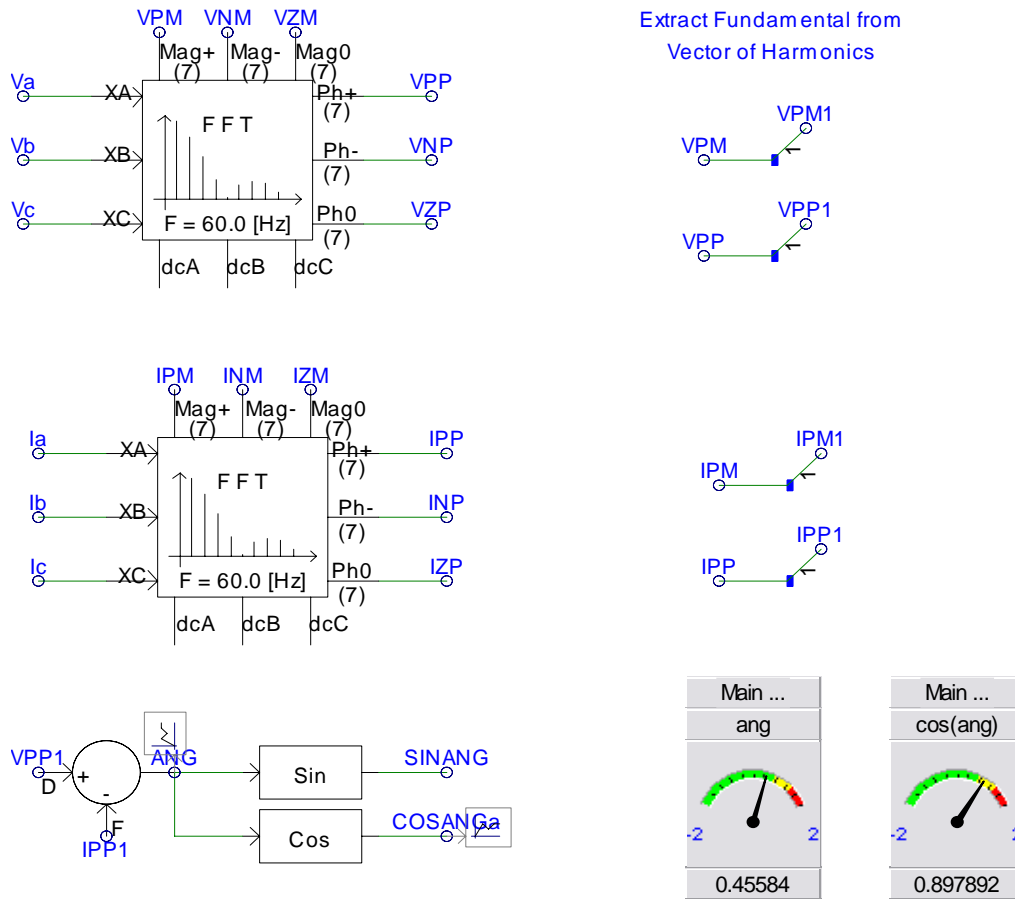 VPM VNM VZM
Mag+ Mag- Mag0
(7) (7) (7)
Va XA Ph+ VPP
(7)
F F T
Vb XB Ph- VNP
(7)
Vc XC Ph0 VZP
F = 60.0 [Hz] (7)
dcA dcB dcC
Extract Fundamental from
Vector of Harmonics
VPM1
VPM
VPP1
VPP
IPM INM IZM
Mag+ Mag- Mag0
(7) (7) (7)
Ia XA Ph+ IPP
(7)
F F T
Ib XB Ph- INP
(7)
Ic XC Ph0 IZP
F = 60.0 [Hz] (7)
dcA dcB dcC
IPM1
IPM
IPP1
IPP
VPP1 D + - F IPP1
ANG Sin SINANG
Cos COSANGa
Main ...
ang
-2 2
0.45584
Main ...
cos(ang)
-2
0.897892